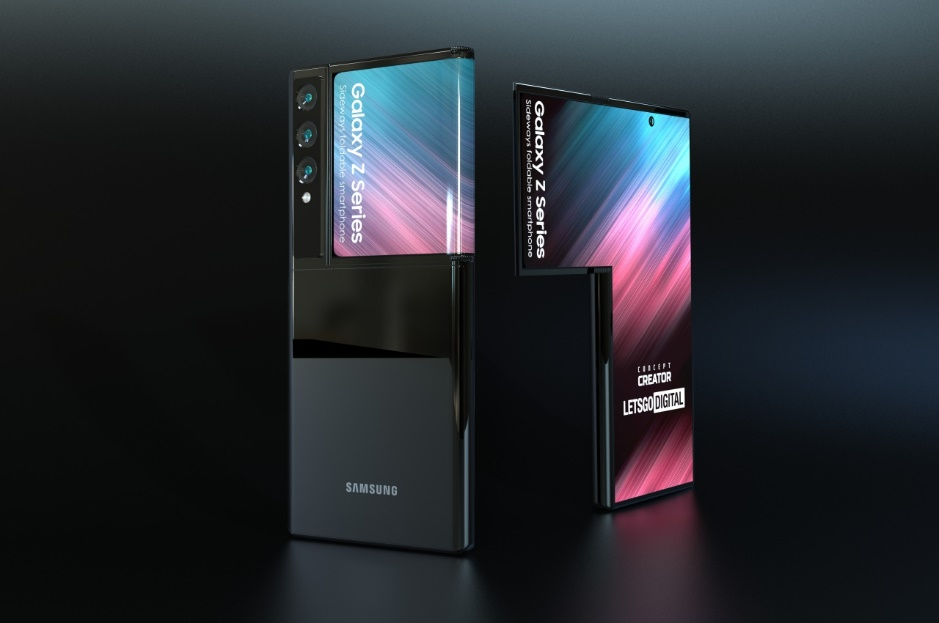 Galaxy Z Series
Sideways foldable smartphone
SAMSUNG
Galaxy Z Series
Sideways foldable smartphone
CONCEPT
CREATOR
LETSGODIGITAL